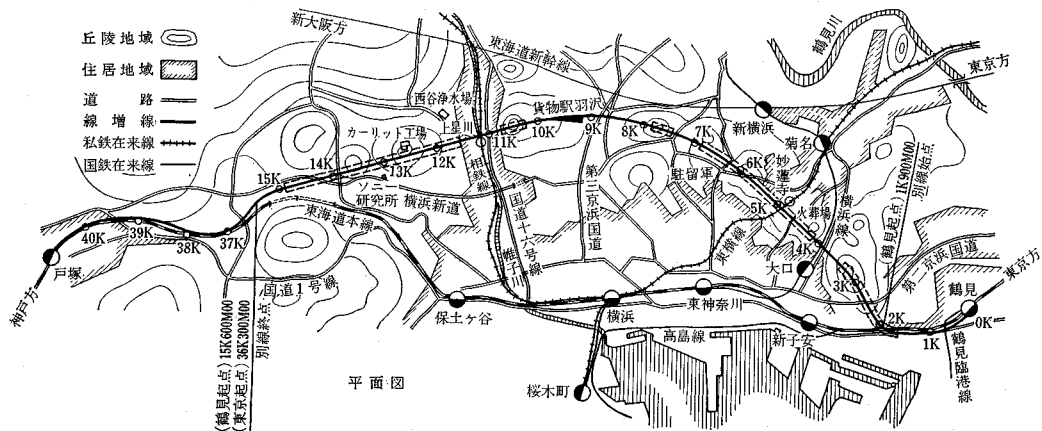 丘陵地域
住居地域
道路
線増線
私鉄在来線
国鉄在来線
新大阪方
東海道新幹線
鶴見川
東京方
西谷浄水場
上星川
カーリット工場
貨物駅羽沢
新横浜
菊名
妙蓮寺
駐留軍
火葬場
横浜線
(鶴見起点)1K90M00
別線始点
15K
14K
13K
12K
11K
10K
9K
8K
7K
6K
5K
4K
3K
2K
1K
0K
ソニー
研究所
横浜新道
相鉄線
国道十六号線
帷子川
第三京浜国道
東横線
大口
第二京浜国道
東京方
鶴見
鶴見臨港線
40K
39K
38K
37K
戸塚
神戸方
東海道本線
国道1号線
保土ヶ谷
横浜
東神奈川
新子安
高島線
桜木町
(鶴見起点)15K600M00
(東京起点)36K300M00
別線終点
平面図